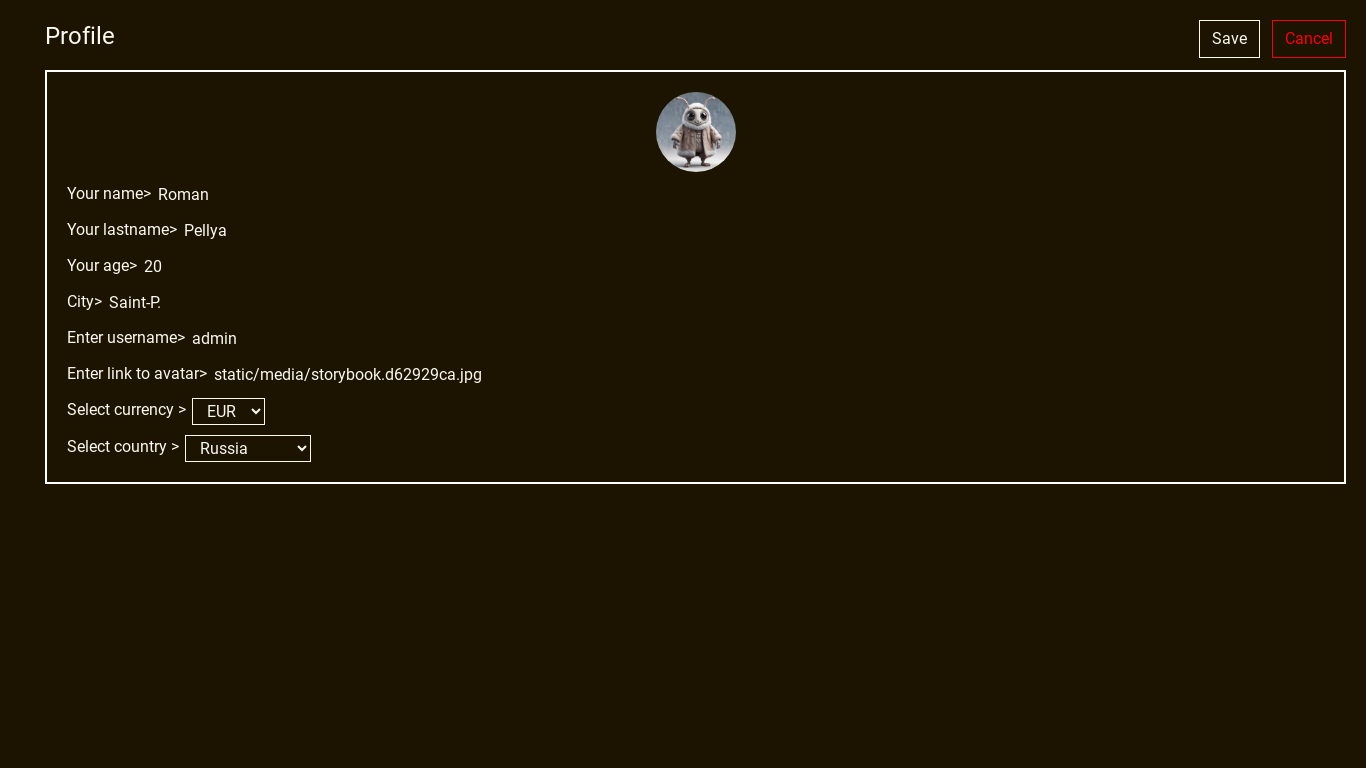 Profile
Save
Cancel
Your name> Roman
Your lastname> Pellya
Your age> 20
City> Saint-P.
Enter username> admin
Enter link to avatar> static/media/storybook.d62929ca.jpg
Select currency > EUR
Select country > Russia